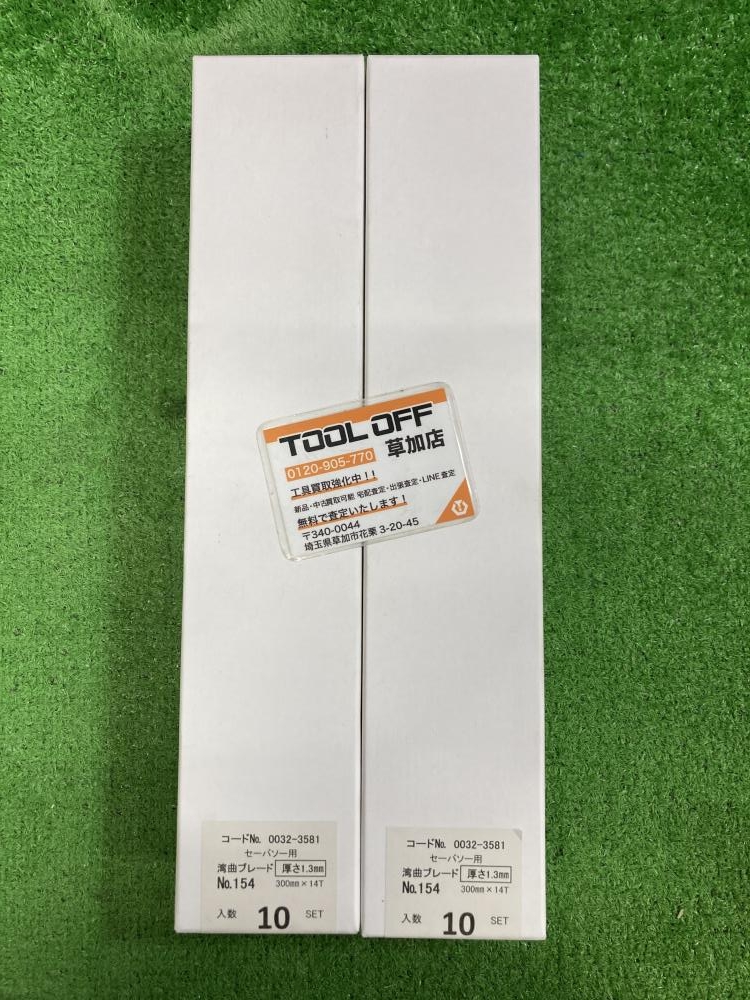 TOOL OFF
0120-905-770 草加店
工具買取強化中!!
新品・中古買取可能 宅配査定・出張査定・LINE査定
無料で査定いたします!
〒340-0044
埼玉県草加市花栗 3-20-45
コードNo. 0032-3581
セーバソー用
湾曲ブレード 厚さ1.3mm
No.154 300mm×14T
入数 10 SET
コードNo. 0032-3581
セーバソー用
湾曲ブレード 厚さ1.3mm
No.154 300mm×14T
入数 10 SET